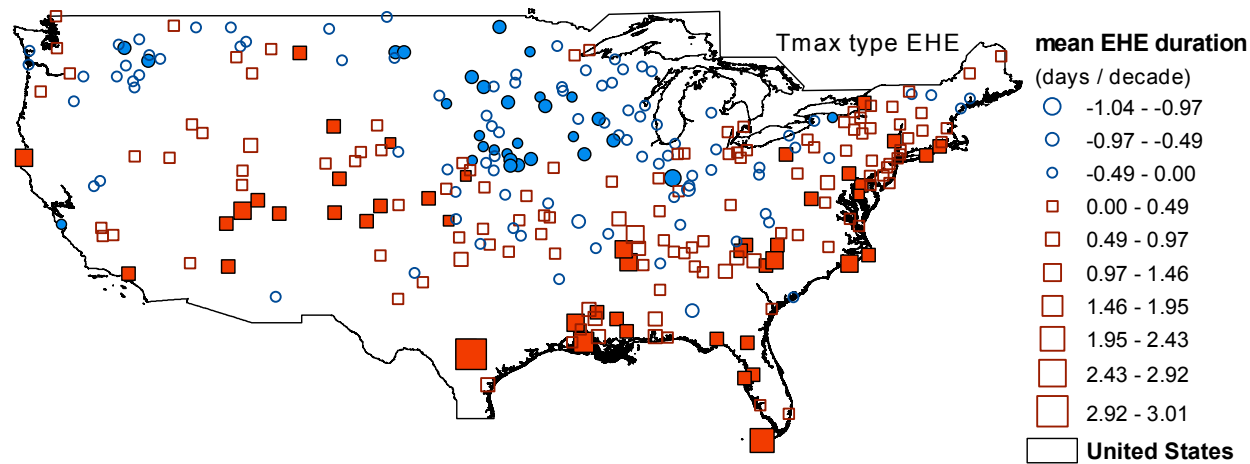 Tmax type EHE
mean EHE duration
(days / decade)
-1.04 - -0.97
-0.97 - -0.49
-0.49 - 0.00
0.00 - 0.49
0.49 - 0.97
0.97 - 1.46
1.46 - 1.95
1.95 - 2.43
2.43 - 2.92
2.92 - 3.01
United States